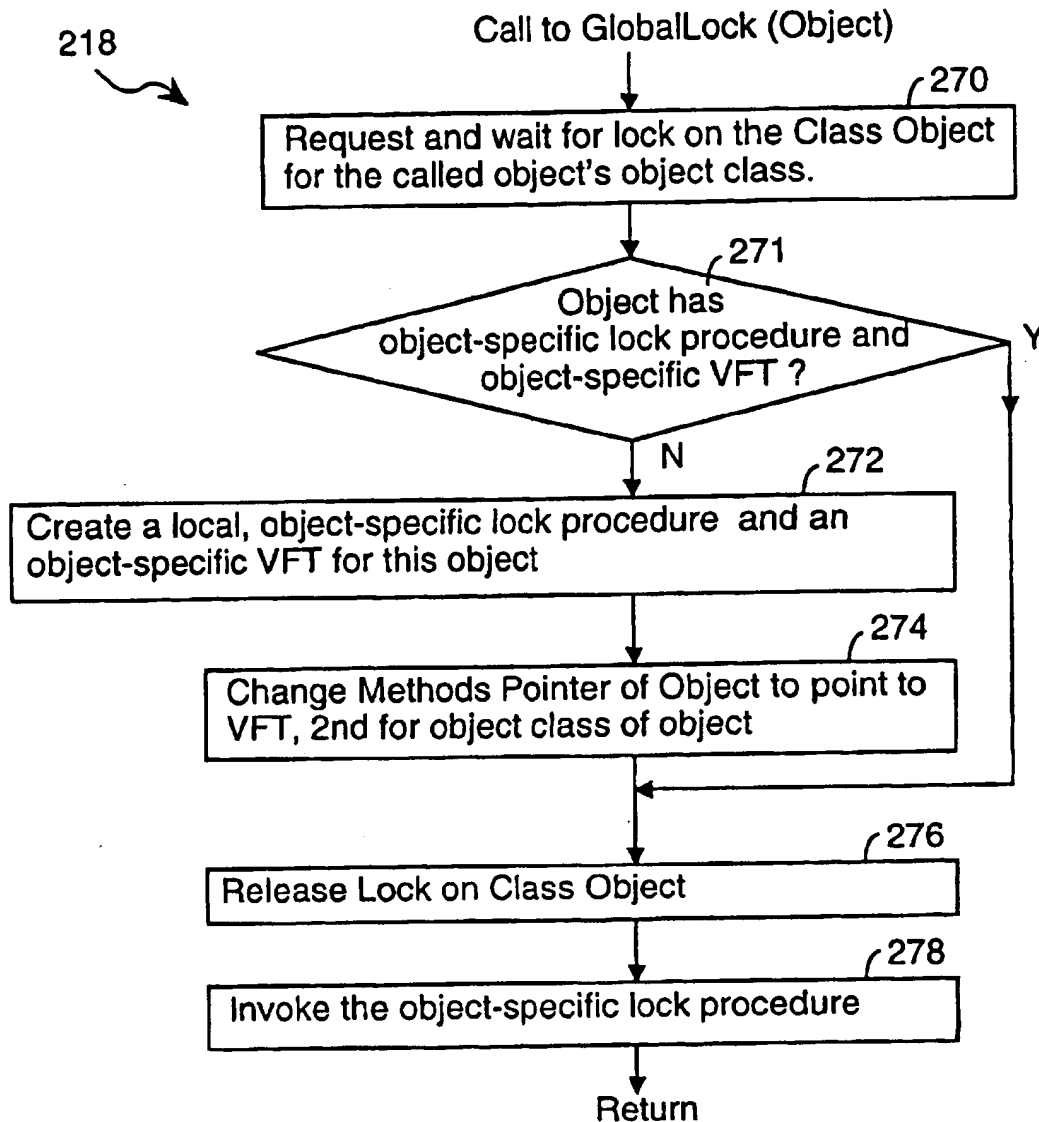 Call to GlobalLock (Object)
218
270
Request and wait for lock on the Class Object
for the called object's object class.
271
Object has
object-specific lock procedure and
object-specific VFT ?
Y
N
272
Create a local, object-specific lock procedure and an
object-specific VFT for this object
274
Change Methods Pointer of Object to point to
VFT, 2nd for object class of object
276
Release Lock on Class Object
278
Invoke the object-specific lock procedure
Return